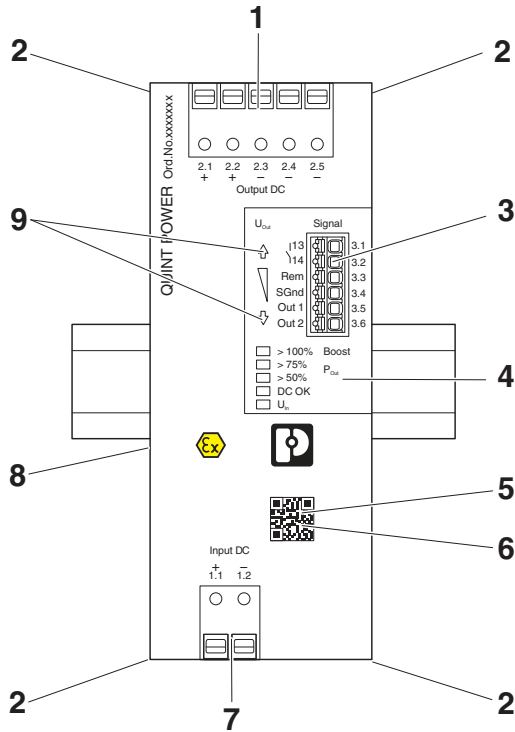 1
2
2
QUINT POWER Ord.No.xxxxxxx
2.1 2.2 2.3 2.4 2.5
+ + – – –
Output DC
9
3
U Out
Signal
13 3.1
14 3.2
Rem 3.3
SGnd 3.4
Out 1 3.5
Out 2 3.6
> 100% Boost
> 75% P Out
> 50%
DC OK
U In
4
Ex
8
5
6
Input DC
+ –
1.1 1.2
2
7
2